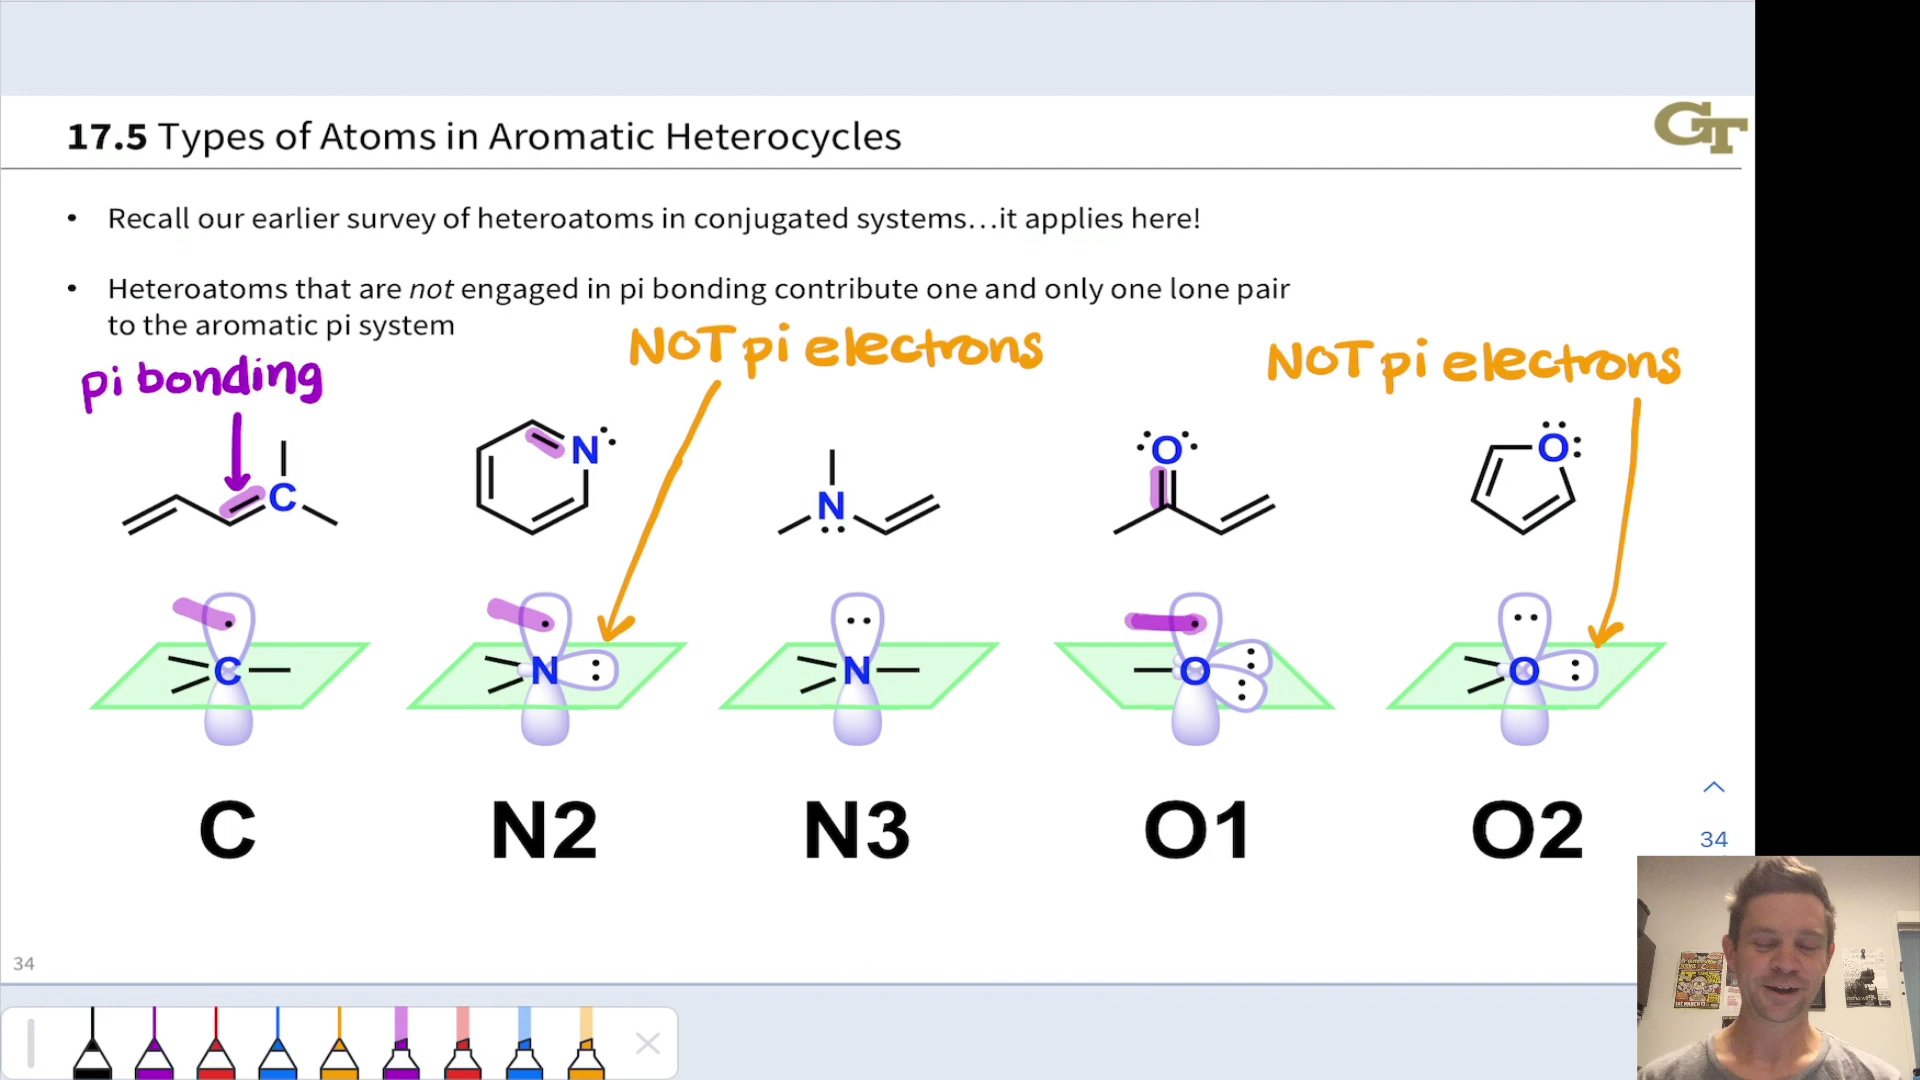 17.5 Types of Atoms in Aromatic Heterocycles
GT
• Recall our earlier survey of heteroatoms in conjugated systems…it applies here!
• Heteroatoms that are not engaged in pi bonding contribute one and only one lone pair
to the aromatic pi system
pi bonding
NOT pi electrons
NOT pi electrons
C
N
N
O
O
C
N
N
O
O
C
N2
N3
O1
O2
34
34